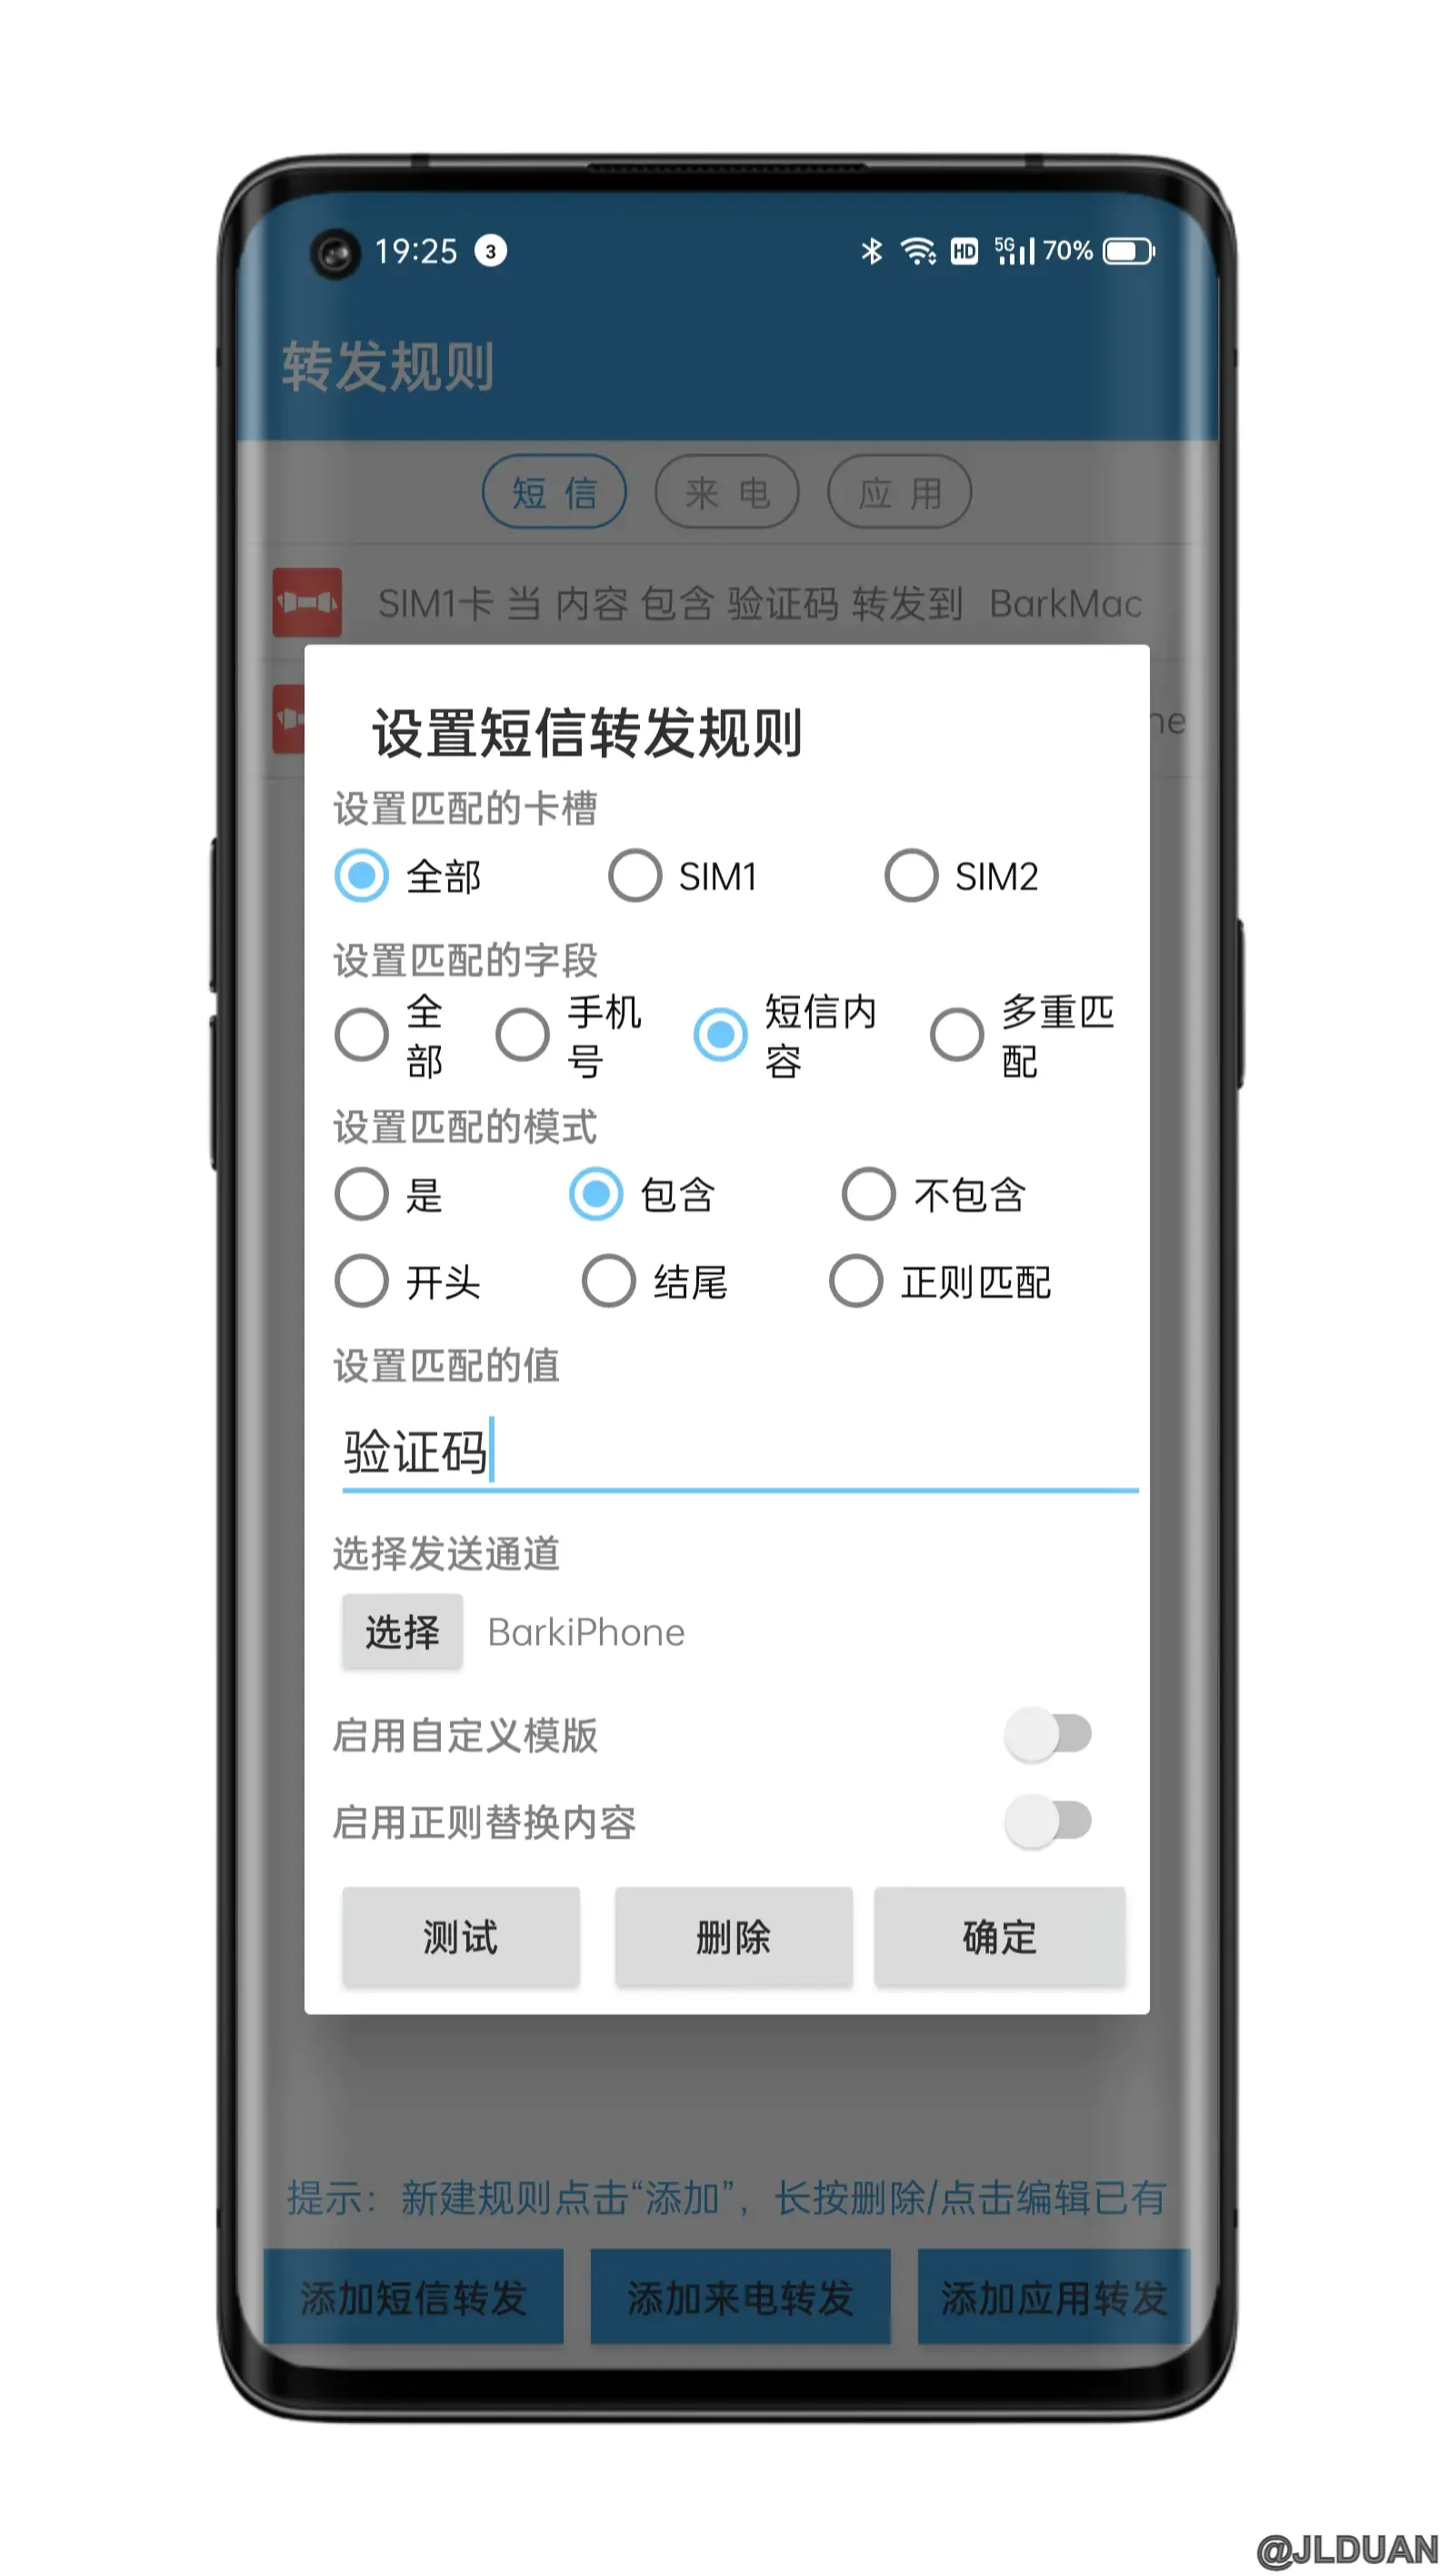 19:25 3 HD 5G 70%
转发规则
短 信 来 电 应 用
SIM1卡 当 内容 包含 验证码 转发到 BarkMac
ne
设置短信转发规则
设置匹配的卡槽
全部 SIM1 SIM2
设置匹配的字段
全部 手机号 短信内容 多重匹配
设置匹配的模式
是 包含 不包含
开头 结尾 正则匹配
设置匹配的值
验证码
选择发送通道
选择 BarkiPhone
启用自定义模版
启用正则替换内容
测试 删除 确定
提示：新建规则点击“添加”，长按删除/点击编辑已有
添加短信转发 添加来电转发 添加应用转发
@JLDUAN